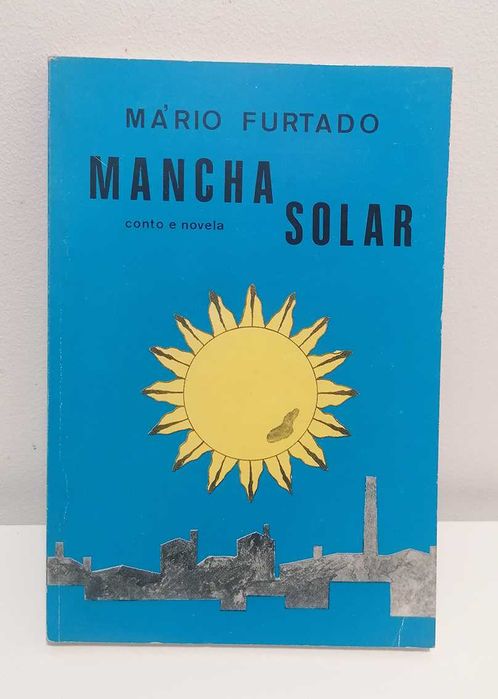 MÁRIO FURTADO
MANCHA
SOLAR
conto e novela